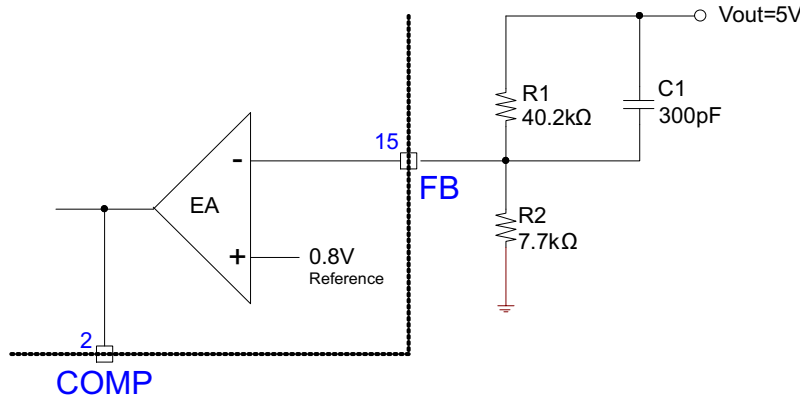 Vout=5V
R1
40.2kΩ
C1
300pF
15
-
FB
EA
R2
7.7kΩ
+
0.8V
Reference
2
COMP